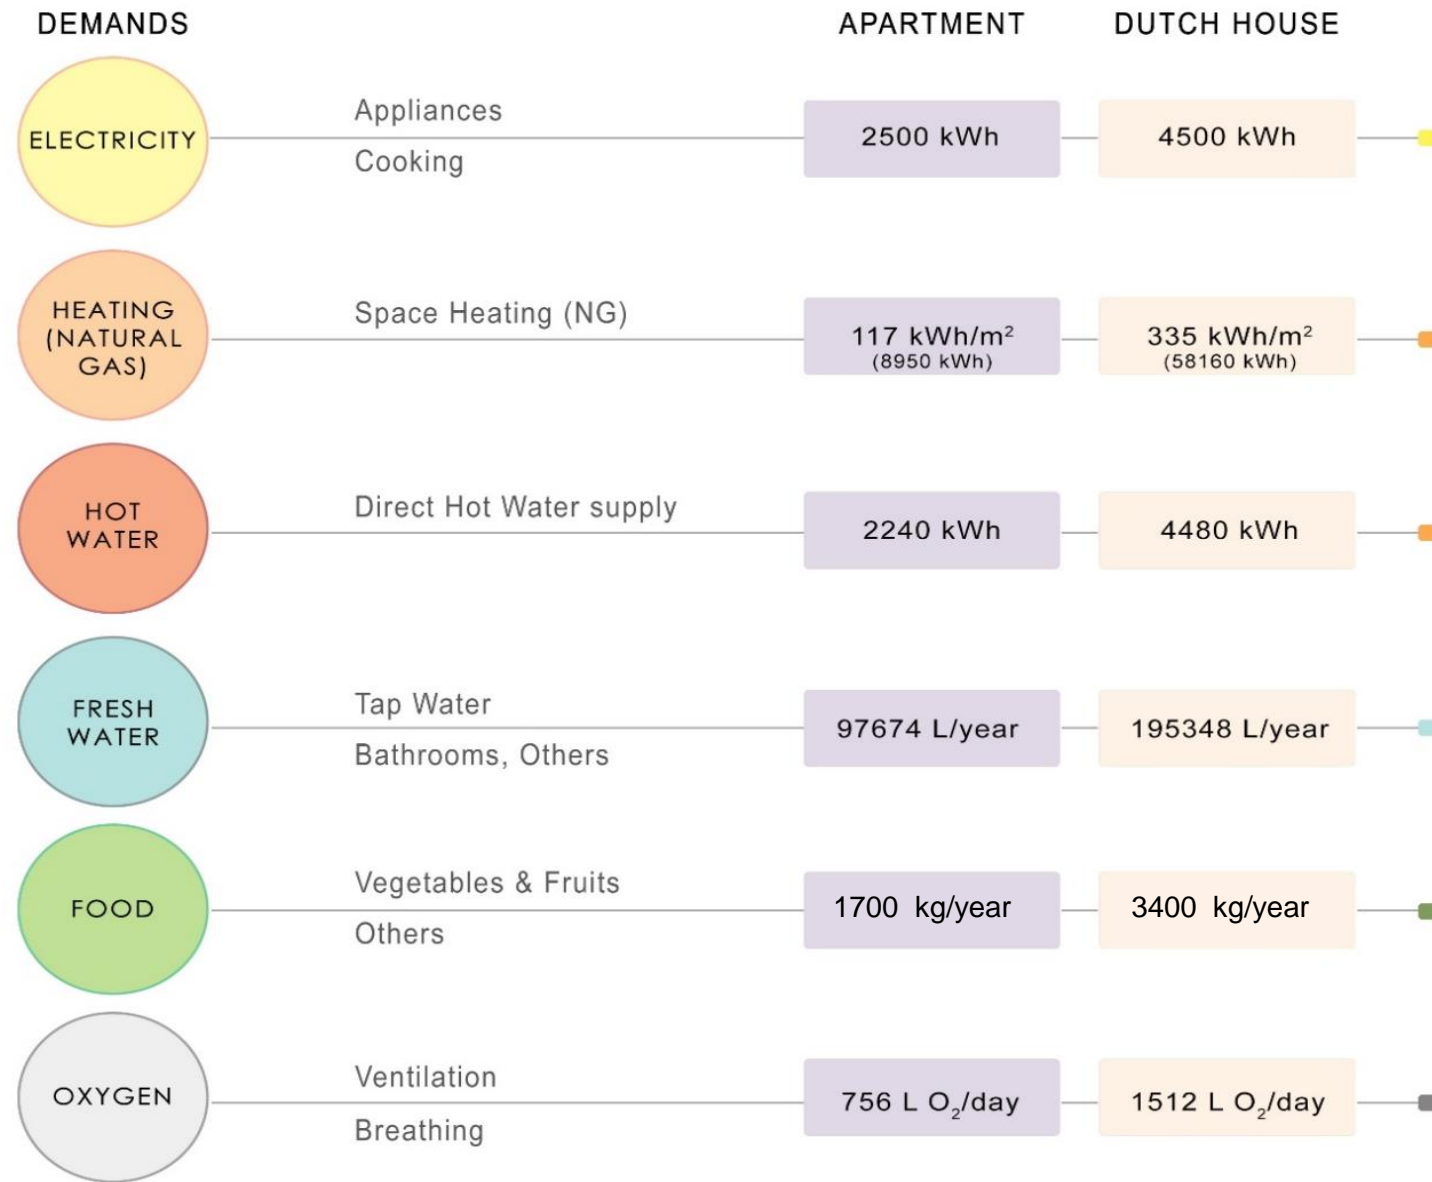 DEMANDS APARTMENT DUTCH HOUSE
ELECTRICITY
Appliances
Cooking
2500 kWh
4500 kWh
HEATING
(NATURAL
GAS)
Space Heating (NG)
117 kWh/m²
(8950 kWh)
335 kWh/m²
(58160 kWh)
HOT
WATER
Direct Hot Water supply
2240 kWh
4480 kWh
FRESH
WATER
Tap Water
Bathrooms, Others
97674 L/year
195348 L/year
FOOD
Vegetables & Fruits
Others
1700 kg/year
3400 kg/year
OXYGEN
Ventilation
Breathing
756 L O₂/day
1512 L O₂/day